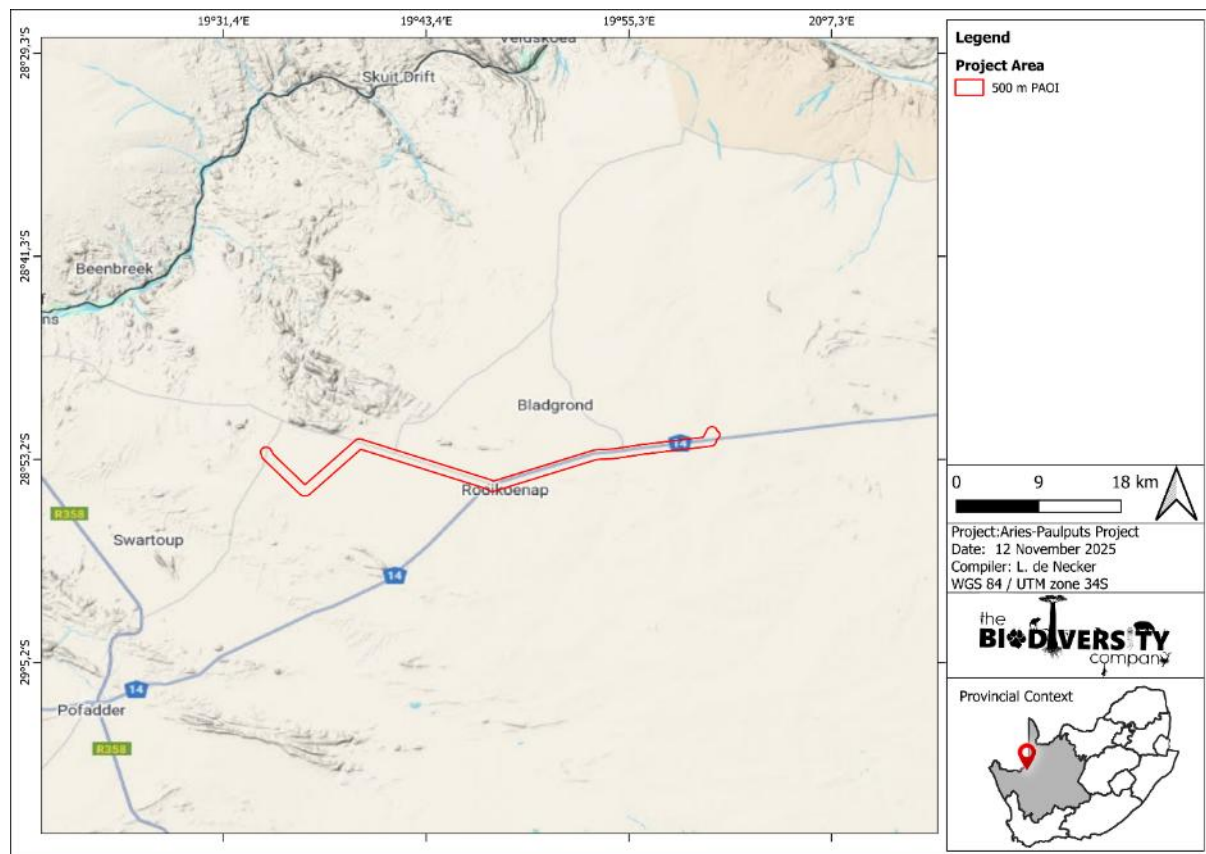 19°31,4'E 19°43,4'E 19°55,3'E 20°7,3'E
28°29,3'S
28°41,3'S
28°53,2'S
29°5,2'S
Skuit Drift
Beenbreek
ns
Bladgrond
14
Rooikoenap
R358
Swartoup
14
14
Pofadder
R358
Legend
Project Area
500 m PAOI
0 9 18 km
Project:Aries-Paulputs Project
Date: 12 November 2025
Compiler: L. de Necker
WGS 84 / UTM zone 34S
the
BIODIVERSITY
company
Provincial Context